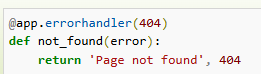 @app.errorhandler(404)
def not_found(error):
    return 'Page not found', 404